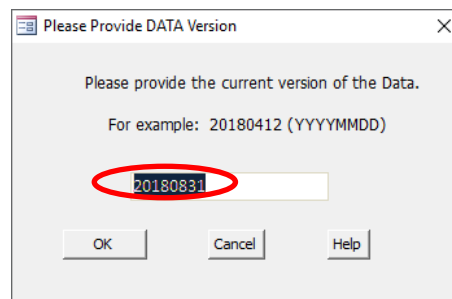 Please Provide DATA Version
Please provide the current version of the Data.
For example: 20180412 (YYYYMMDD)
20180831
OK Cancel Help